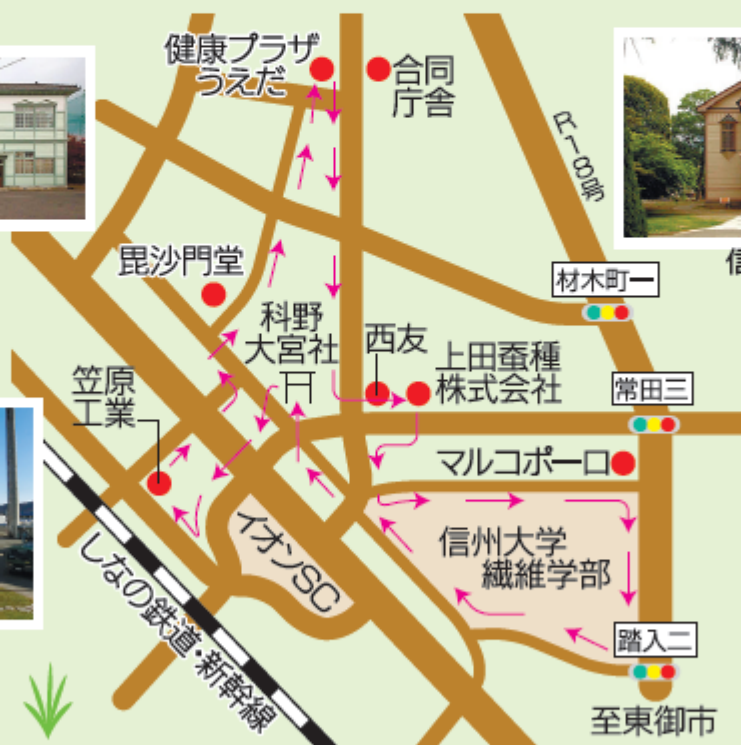 健康プラザ
うえだ
合同
庁舎
R18号
信
材木町一
毘沙門堂
科野
大宮社
西友
上田蚕種
株式会社
笠原
工業
常田三
マルコポーロ
イオンSC
信州大学
繊維学部
しなの鉄道・新幹線
踏入二
至東御市